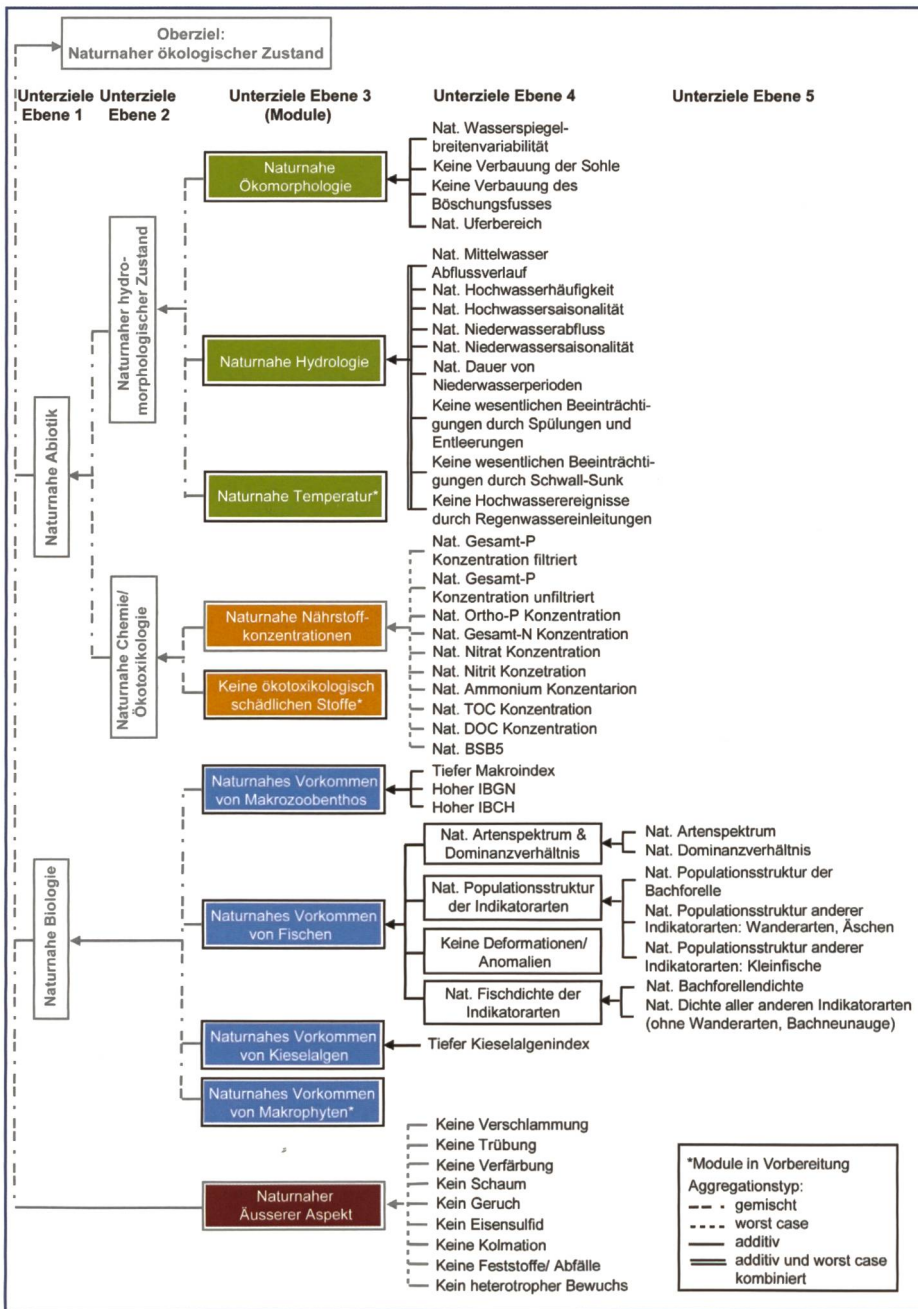 Oberziel:
Naturnaher ökologischer Zustand
Unterziele
Ebene 1
Unterziele
Ebene 2
Unterziele Ebene 3
(Module)
Unterziele Ebene 4
Unterziele Ebene 5
Naturnahe Abiotik
Naturnaher hydro-
morphologischer Zustand
Naturnahe
Ökomorphologie
Nat. Wasserspiegel-
breitenvariabilität
Keine Verbauung der Sohle
Keine Verbauung des
Böschungsfusses
Nat. Uferbereich
Naturnahe Hydrologie
Nat. Mittelwasser
Abflussverlauf
Nat. Hochwasserhäufigkeit
Nat. Hochwassersaisonalität
Nat. Niederwasserabfluss
Nat. Niederwassersaisonalität
Nat. Dauer von
Niederwasserperioden
Keine wesentlichen Beeinträchti-
gungen durch Spülungen und
Entleerungen
Keine wesentlichen Beeinträchti-
gungen durch Schwall-Sunk
Keine Hochwasserereignisse
durch Regenwassereinleitungen
Naturnahe Temperatur*
Naturnahe Chemie/
Ökotoxikologie
Naturnahe Nährstoff-
konzentrationen
Nat. Gesamt-P
Konzentration filtriert
Nat. Gesamt-P
Konzentration unfiltriert
Nat. Ortho-P Konzentration
Nat. Gesamt-N Konzentration
Nat. Nitrat Konzentration
Nat. Nitrit Konzetration
Nat. Ammonium Konzentarion
Nat. TOC Konzentration
Nat. DOC Konzentration
Nat. BSB5
Keine ökotoxikologisch
schädlichen Stoffe*
Naturnahe Biologie
Naturnahes Vorkommen
von Makrozoobenthos
Tiefer Makroindex
Hoher IBGN
Hoher IBCH
Naturnahes Vorkommen
von Fischen
Nat. Artenspektrum &
Dominanzverhältnis
Nat. Artenspektrum
Nat. Dominanzverhältnis
Nat. Populationsstruktur
der Indikatorarten
Nat. Populationsstruktur der
Bachforelle
Nat. Populationsstruktur anderer
Indikatorarten: Wanderarten, Äschen
Nat. Populationsstruktur anderer
Indikatorarten: Kleinfische
Keine Deformationen/
Anomalien
Nat. Fischdichte der
Indikatorarten
Nat. Bachforellendichte
Nat. Dichte aller anderen Indikatorarten
(ohne Wanderarten, Bachneunauge)
Naturnahes Vorkommen
von Kieselalgen
Tiefer Kieselalgenindex
Naturnahes Vorkommen
von Makrophyten*
Naturnaher
Äusserer Aspekt
Keine Verschlammung
Keine Trübung
Keine Verfärbung
Kein Schaum
Kein Geruch
Kein Eisensulfid
Keine Kolmation
Keine Feststoffe/ Abfälle
Kein heterotropher Bewuchs
*Module in Vorbereitung
Aggregationstyp:
gemischt
worst case
additiv
additiv und worst case
kombiniert